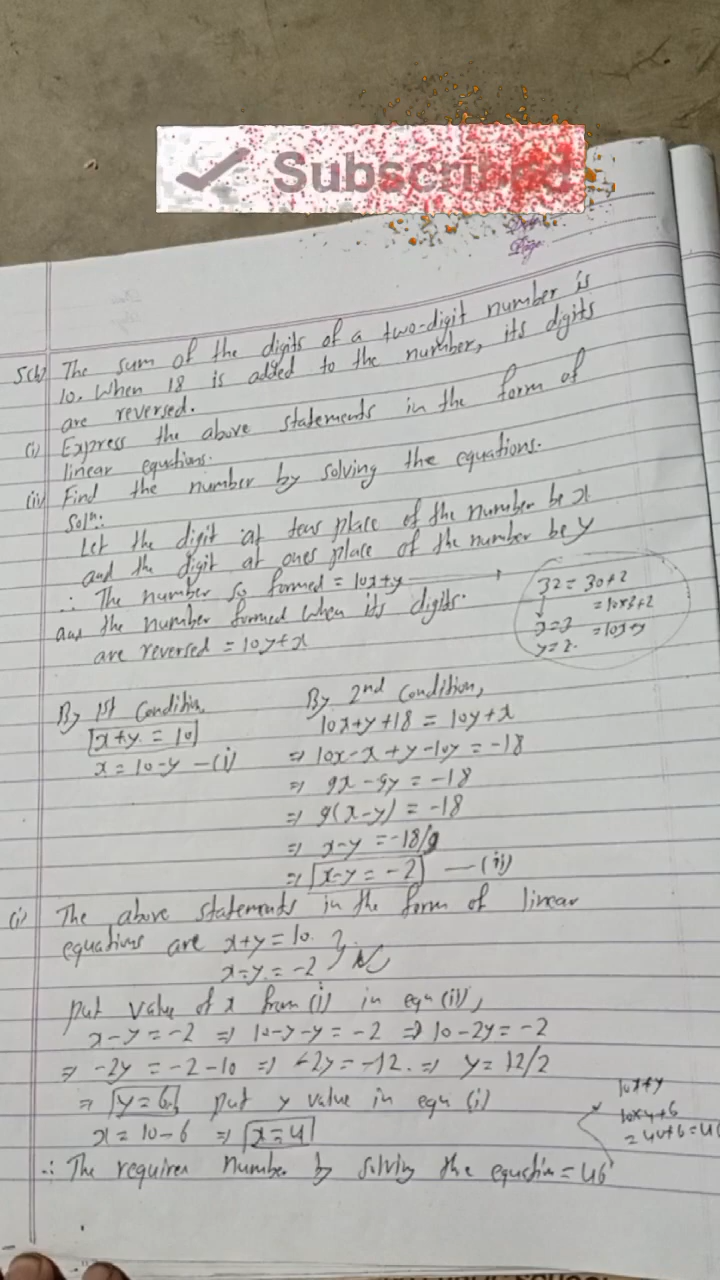 Subscribed
5(b) The sum of the digits of a two-digit number is
10. When 18 is added to the number, its digits
are reversed.
(i) Express the above statements in the form of
linear equations.
(ii) Find the number by solving the equations.
Soln:
Let the digit at tens place of the number be x
and the digit at ones place of the number be y
∴ The number so formed = 10x+y
and the number formed when its digits.
are reversed = 10y+x
32 = 30+2
= 10×3+2
x=3 = 10x+y
y=2.
By 1st Condition,
x+y = 10
x = 10-y - (i)
By 2nd Condition,
10x+y+18 = 10y+x
⇒ 10x-x+y-10y = -18
⇒ 9x-9y = -18
⇒ 9(x-y) = -18
⇒ x-y = -18/9
⇒ x-y = -2 - (ii)
(i) The above statements in the form of linear
equations are x+y = 10.
x-y = -2
put value of x from (i) in eqn (ii),
x-y = -2 ⇒ 10-y-y = -2 ⇒ 10-2y = -2
⇒ -2y = -2-10 ⇒ -2y = -12. ⇒ y = 12/2
⇒ y = 6. put y value in eqn (i)
x = 10-6 ⇒ x=4
10x+y
10×4+6
= 40+6=46
∴ The required number by solving the equation = 46